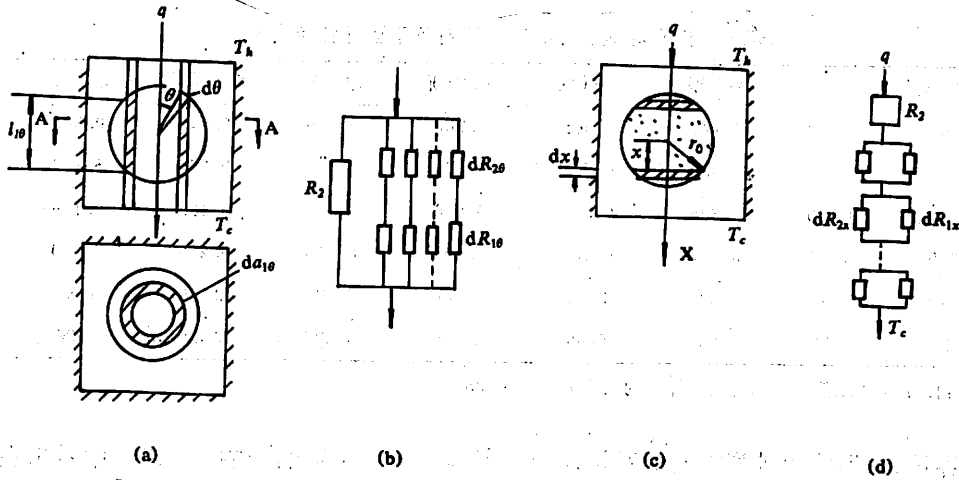 q
T_h
θ
dθ
l_1θ
A
A
T_c
da_1θ
(a)
R_2
dR_2θ
dR_1θ
(b)
q
T_h
dx
x
r_0
T_c
X
(c)
q
R_2
dR_2x
dR_1x
T_c
(d)